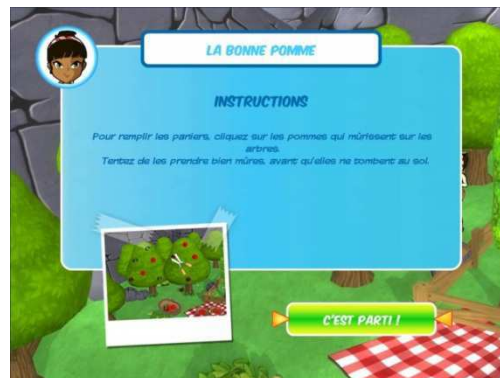 LA BONNE POMME
INSTRUCTIONS
Pour remplir les paniers, cliquez sur les pommes qui mûrissent sur les
arbres.
Tentez de les prendre bien mûres, avant qu'elles ne tombent au sol.
C'EST PARTI !